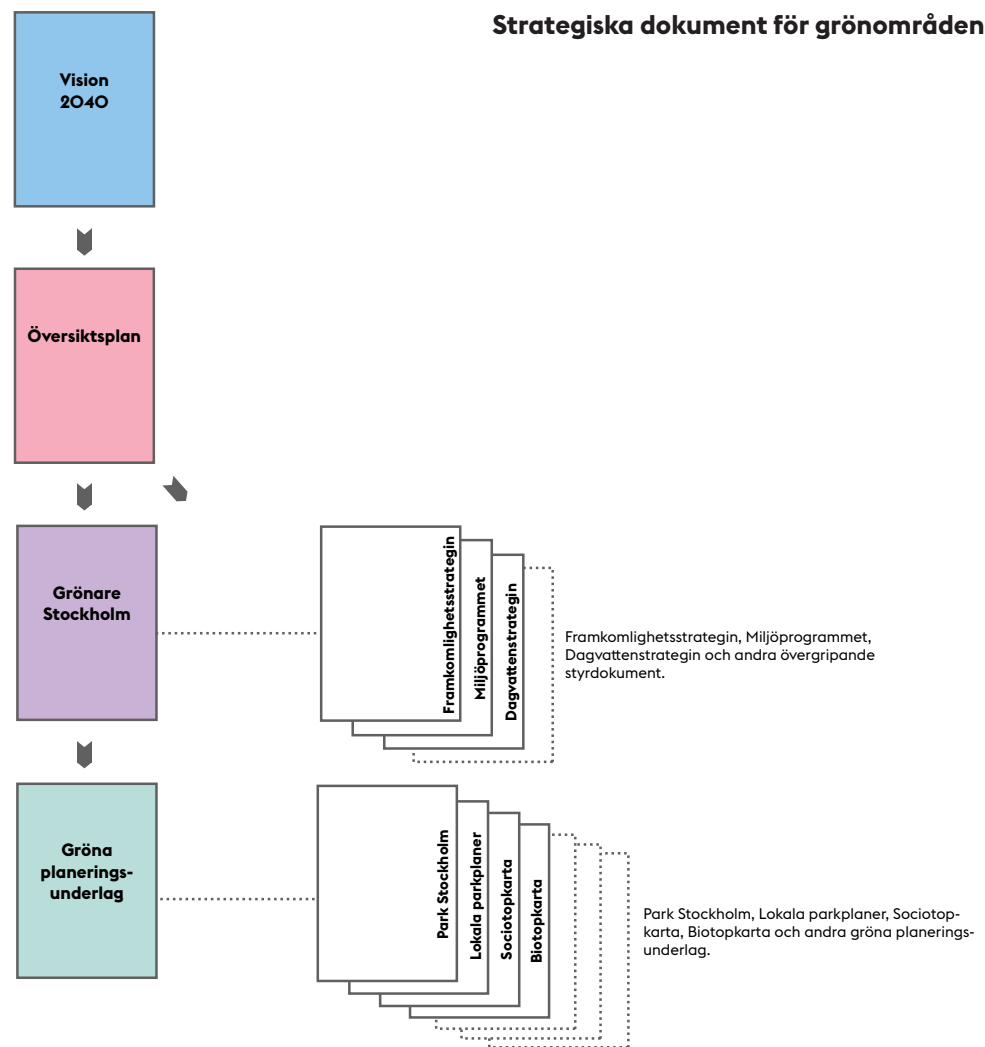 Strategiska dokument för grönområden
Vision
2040
Översiktsplan
Grönare
Stockholm
Framkomlighetsstrategin
Miljöprogrammet
Dagvattenstrategin
Framkomlighetsstrategin, Miljöprogrammet,
Dagvattenstrategin och andra övergripande
styrdokument.
Gröna
planerings-
underlag
Park Stockholm
Lokala parkplaner
Sociotopkarta
Biotopkarta
Park Stockholm, Lokala parkplaner, Sociotop-
karta, Biotopkarta och andra gröna planerings-
underlag.